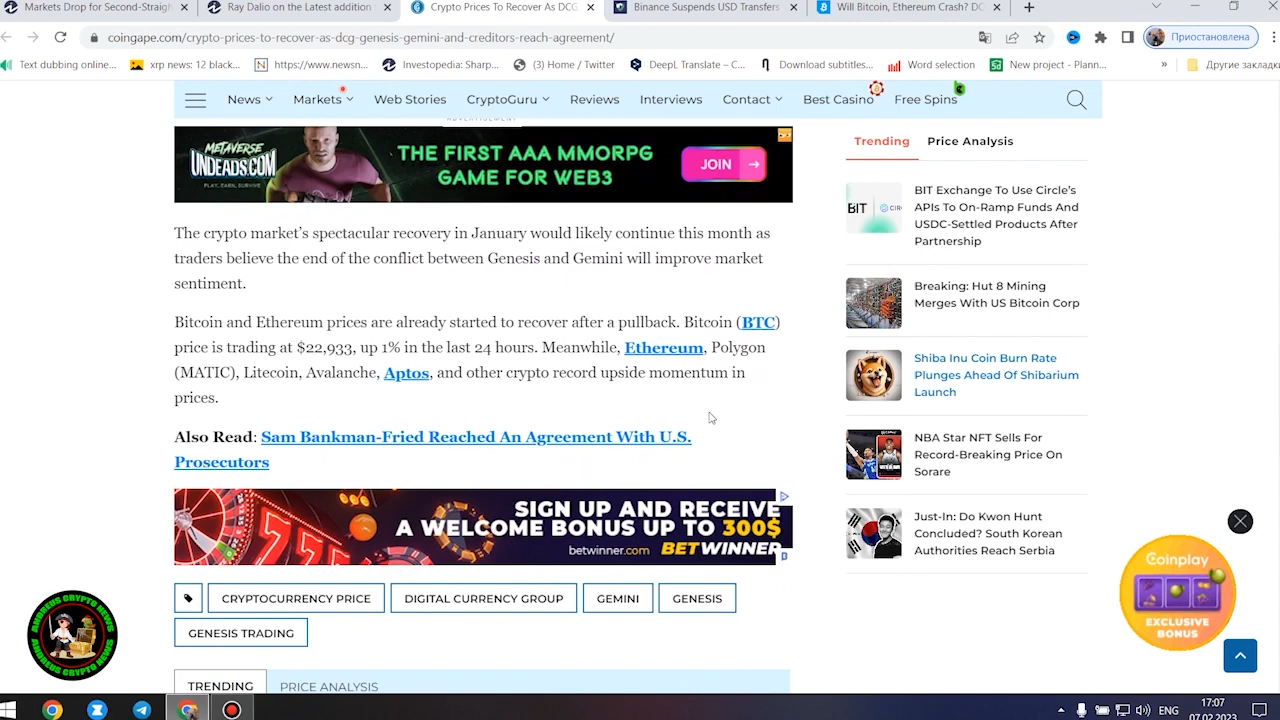 Markets Drop for Second-Straigh
Ray Dalio on the Latest addition
Crypto Prices To Recover As DCG,
Binance Suspends USD Transfers
Will Bitcoin, Ethereum Crash? DC
coingape.com/crypto-prices-to-recover-as-dcg-genesis-gemini-and-creditors-reach-agreement/
Приостановлена
Text dubbing online...
xrp news: 12 black...
https://www.newsn...
Investopedia: Sharp...
(3) Home / Twitter
DeepL Translate – C...
Download subtitles...
Word selection
New project - Plann...
»
Другие закладки
News
Markets
Web Stories
CryptoGuru
Reviews
Interviews
Contact
Best Casino
Free Spins
ADVERTISEMENT
METAVERSE
UNDEADS.COM
PLAY. EARN. SURVIVE.
THE FIRST AAA MMORPG
GAME FOR WEB3
JOIN →
The crypto market's spectacular recovery in January would likely continue this month as
traders believe the end of the conflict between Genesis and Gemini will improve market
sentiment.
Bitcoin and Ethereum prices are already started to recover after a pullback. Bitcoin (BTC)
price is trading at $22,933, up 1% in the last 24 hours. Meanwhile, Ethereum, Polygon
(MATIC), Litecoin, Avalanche, Aptos, and other crypto record upside momentum in
prices.
Also Read: Sam Bankman-Fried Reached An Agreement With U.S.
Prosecutors
SIGN UP AND RECEIVE
A WELCOME BONUS UP TO 300$
betwinner.com BETWINNER
CRYPTOCURRENCY PRICE
DIGITAL CURRENCY GROUP
GEMINI
GENESIS
GENESIS TRADING
TRENDING
PRICE ANALYSIS
Trending
Price Analysis
BIT
CIR
BIT Exchange To Use Circle's
APIs To On-Ramp Funds And
USDC-Settled Products After
Partnership
Breaking: Hut 8 Mining
Merges With US Bitcoin Corp
Shiba Inu Coin Burn Rate
Plunges Ahead Of Shibarium
Launch
NBA Star NFT Sells For
Record-Breaking Price On
Sorare
Just-In: Do Kwon Hunt
Concluded? South Korean
Authorities Reach Serbia
Coinplay
EXCLUSIVE
BONUS
ANDREUS CRYPTO NEWS
ANDREUS CRYPTO NEWS
ENG
17:07
07.02.2023